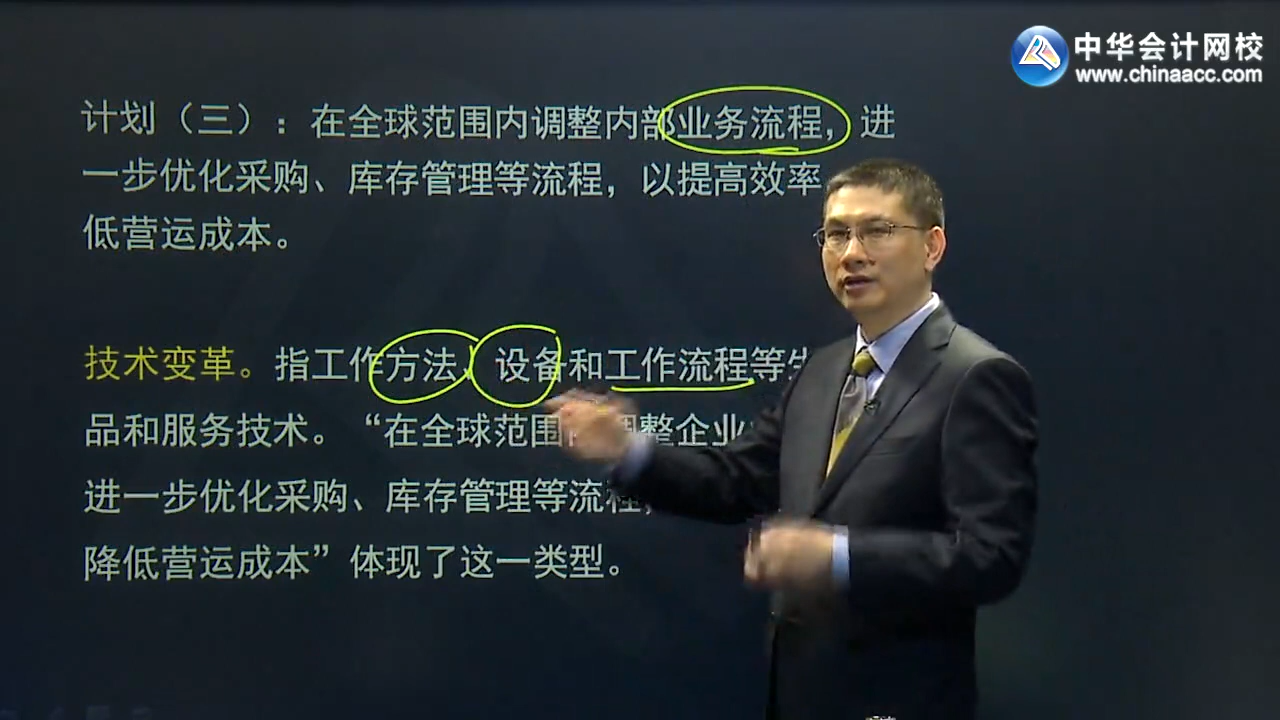 中华会计网校
www.chinaacc.com
计划（三）：在全球范围内调整内部业务流程，进
一步优化采购、库存管理等流程，以提高效率
低营运成本。
技术变革。指工作方法、设备和工作流程等生
品和服务技术。“在全球范围 调整企业
进一步优化采购、库存管理等流程，
降低营运成本”体现了这一类型。